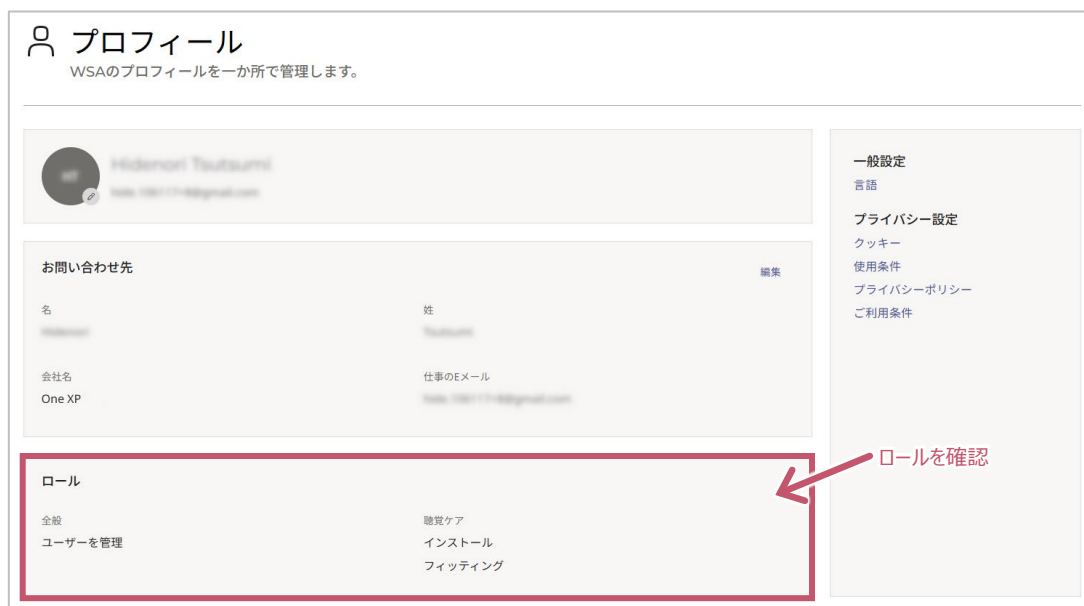 プロフィール
WSAのプロフィールを一か所で管理します。
お問い合わせ先
編集
名
姓
会社名
仕事のEメール
One XP
ロール
全般
聴覚ケア
ユーザーを管理
インストール
フィッティング
一般設定
言語
プライバシー設定
クッキー
使用条件
プライバシーポリシー
ご利用条件
ロールを確認